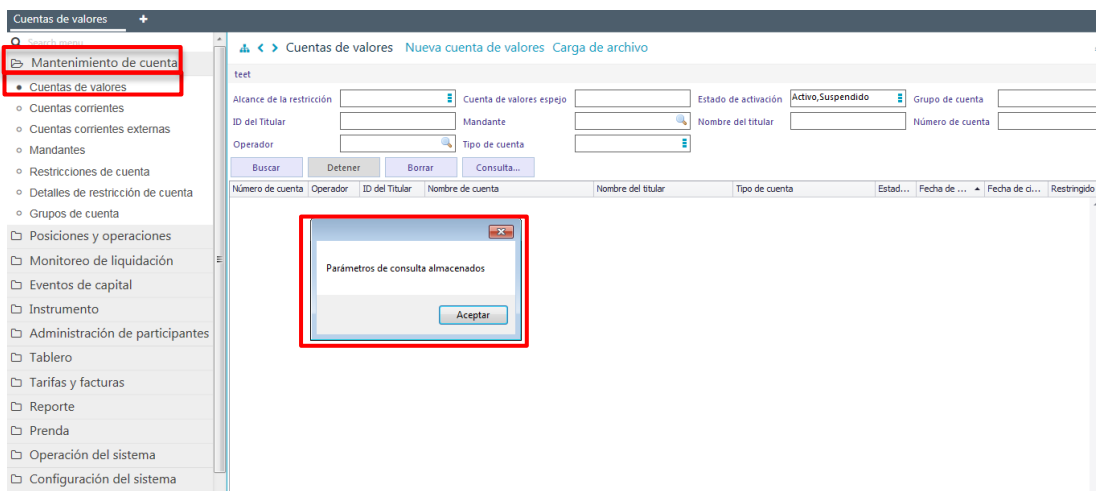 Cuentas de valores +
Search menu
Mantenimiento de cuenta
Cuentas de valores
Cuentas corrientes
Cuentas corrientes externas
Mandantes
Restricciones de cuenta
Detalles de restricción de cuenta
Grupos de cuenta
Posiciones y operaciones
Monitoreo de liquidación
Eventos de capital
Instrumento
Administración de participantes
Tablero
Tarifas y facturas
Reporte
Prenda
Operación del sistema
Configuración del sistema
Cuentas de valores Nueva cuenta de valores Carga de archivo
teet
Alcance de la restricción Cuenta de valores espejo Estado de activación Activo,Suspendido Grupo de cuenta
ID del Titular Mandante Nombre del titular Número de cuenta
Operador Tipo de cuenta
Buscar Detener Borrar Consulta...
Número de cuenta Operador ID del Titular Nombre de cuenta Nombre del titular Tipo de cuenta Estad... Fecha de ... Fecha de ci... Restringido
Parámetros de consulta almacenados
Aceptar